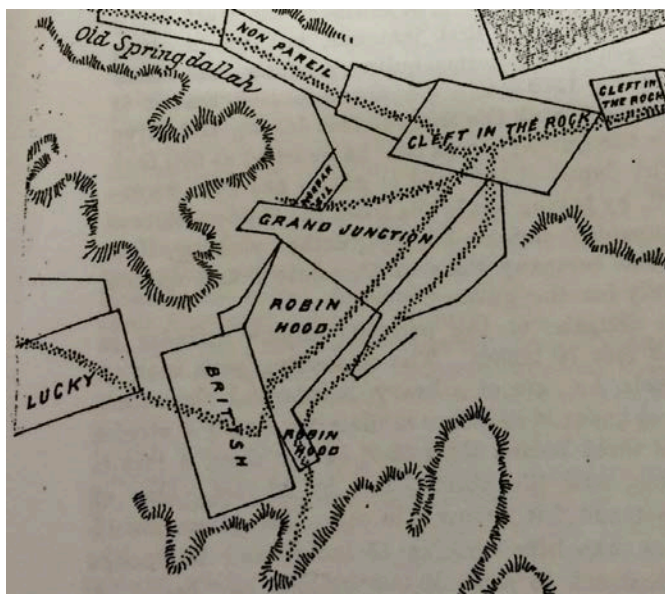 Old Springdallah
NON PAREIL
CLEFT IN THE ROCK
CLEFT IN
THE ROCK
GRAND JUNCTION
ROBIN
HOOD
LUCKY
BRITISH
ROBIN
HOOD